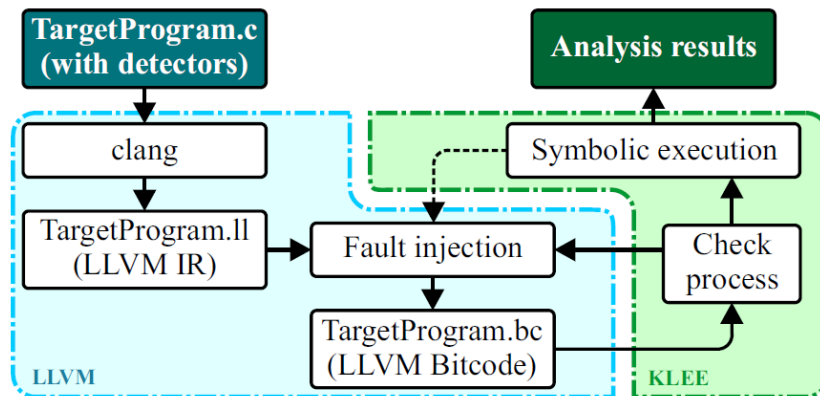 TargetProgram.c
(with detectors)
Analysis results
clang
Symbolic execution
TargetProgram.ll
(LLVM IR)
Fault injection
Check
process
TargetProgram.bc
(LLVM Bitcode)
LLVM
KLEE